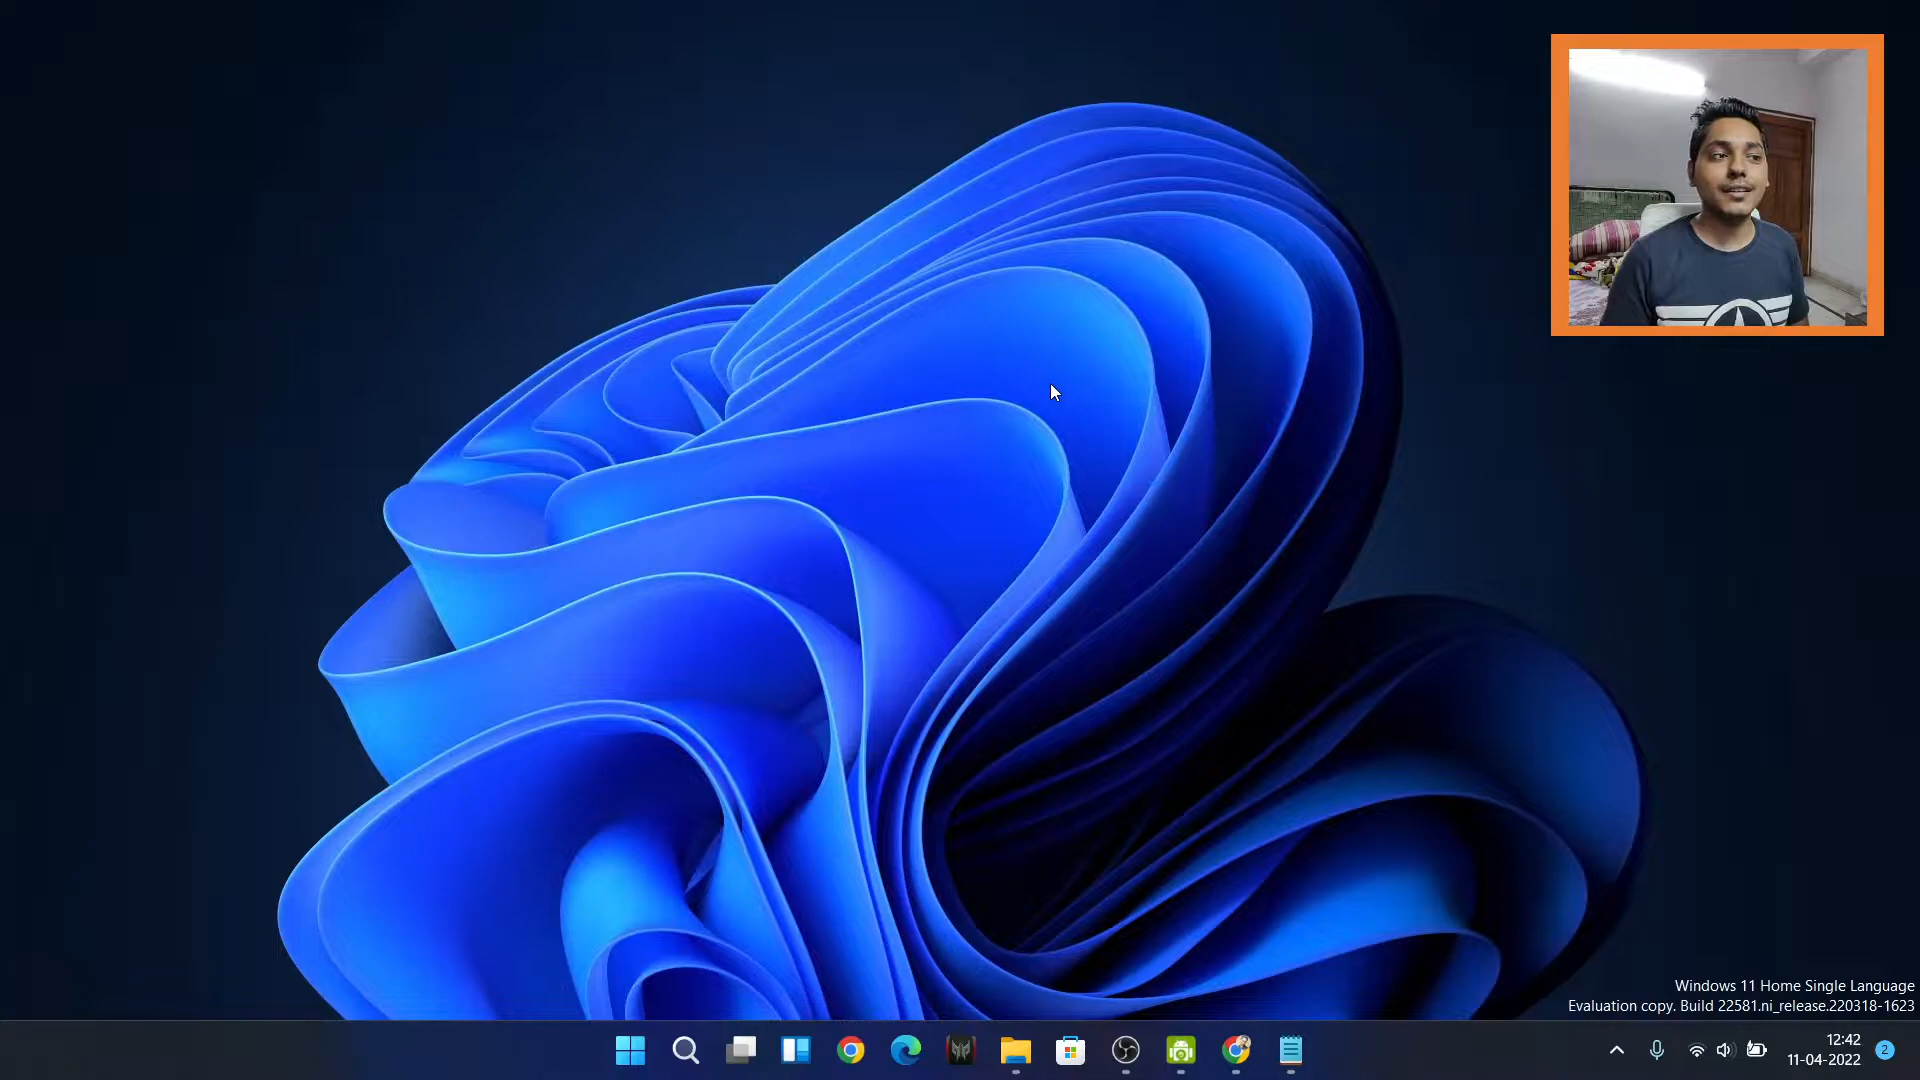 Windows 11 Home Single Language
Evaluation copy. Build 22581.ni_release.220318-1623
12:42
11-04-2022
2